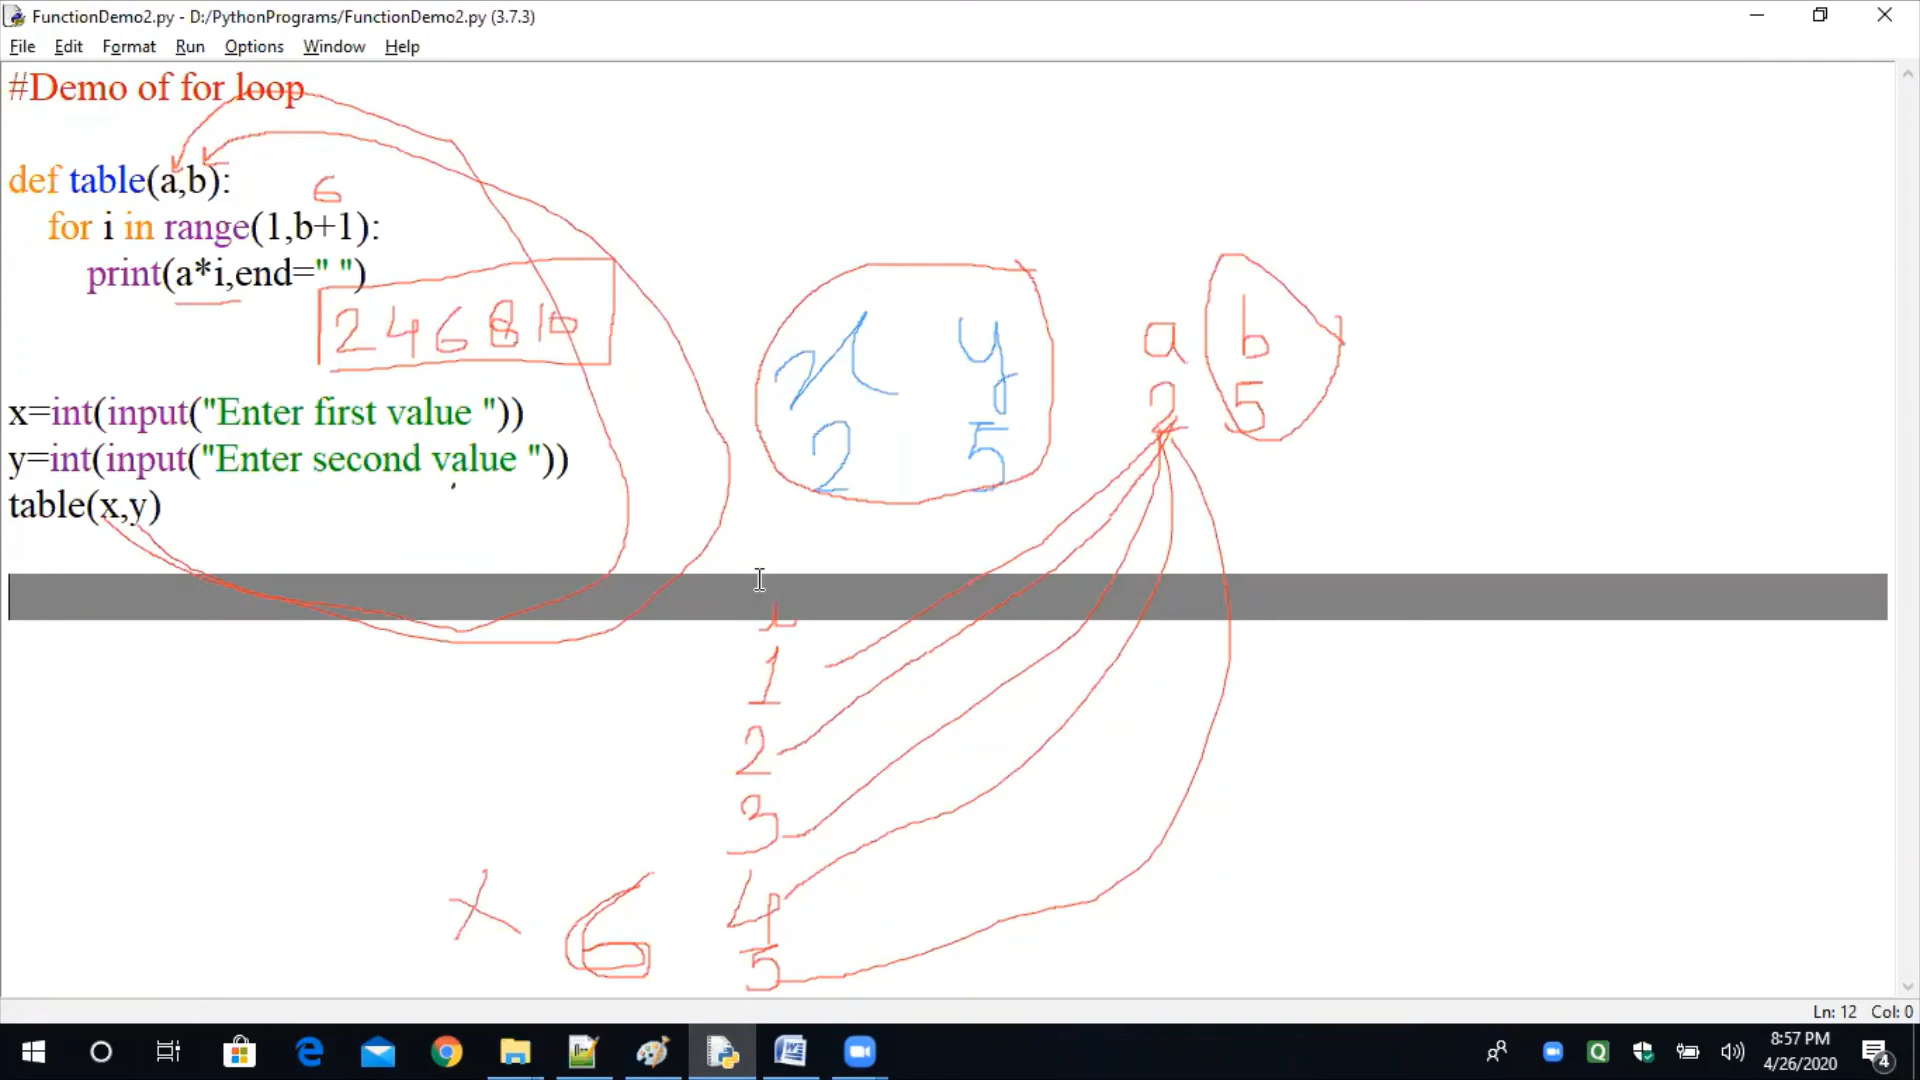 FunctionDemo2.py - D:/PythonPrograms/FunctionDemo2.py (3.7.3)
File Edit Format Run Options Window Help
#Demo of for loop
def table(a,b):
6
for i in range(1,b+1):
print(a*i,end=" ")
2 4 6 8 10
x y a b
2 5 2 5
x=int(input("Enter first value "))
y=int(input("Enter second value "))
table(x,y)
i
1
2
3
4
X 6
5
Ln: 12 Col: 0
8:57 PM
4/26/2020
4